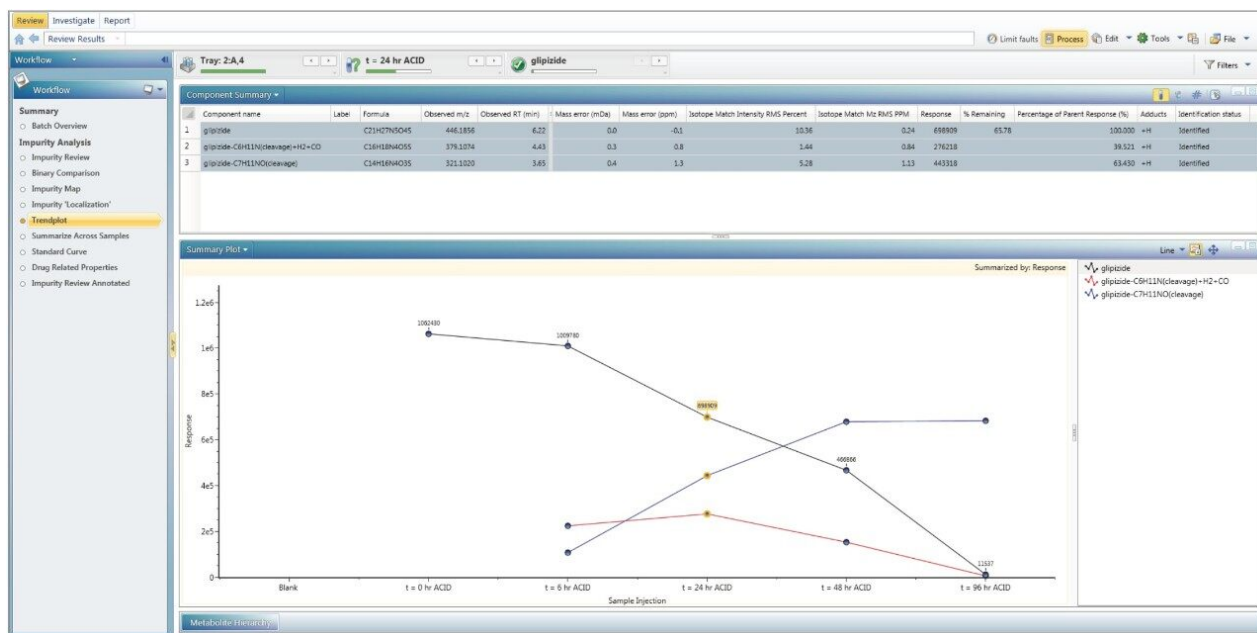 Review Investigate Report
Review Results
Limit faults Process Edit Tools File
Workflow
Tray: 2:A,4 t = 24 hr ACID glipizide
Filters
Workflow
Summary
Batch Overview
Impurity Analysis
Impurity Review
Binary Comparison
Impurity Map
Impurity 'Localization'
Trendplot
Summarize Across Samples
Standard Curve
Drug Related Properties
Impurity Review Annotated
Component Summary
Component name Label Formula Observed m/z Observed RT (min) Mass error (mDa) Mass error (ppm) Isotope Match Intensity RMS Percent Isotope Match Mz RMS PPM Response % Remaining Percentage of Parent Response (%) Adducts Identification status
1 glipizide C21H27N5O4S 446.1856 6.22 0.0 -0.1 10.36 0.24 698909 65.78 100.000 +H Identified
2 glipizide-C6H11N(cleavage)+H2+CO C16H18N4O5S 379.1074 4.43 0.3 0.8 1.44 0.84 276218 39.521 +H Identified
3 glipizide-C7H11NO(cleavage) C14H16N4O3S 321.1020 3.65 0.4 1.3 5.28 1.13 443318 63.430 +H Identified
Summary Plot
Line
Summarized by: Response
glipizide
glipizide-C6H11N(cleavage)+H2+CO
glipizide-C7H11NO(cleavage)
1.2e6
1e6
8e5
6e5
4e5
2e5
0
Response
1062430
1009780
698909
466866
11537
Blank t = 0 hr ACID t = 6 hr ACID t = 24 hr ACID t = 48 hr ACID t = 96 hr ACID
Sample Injection
Metabolite Hierarchy